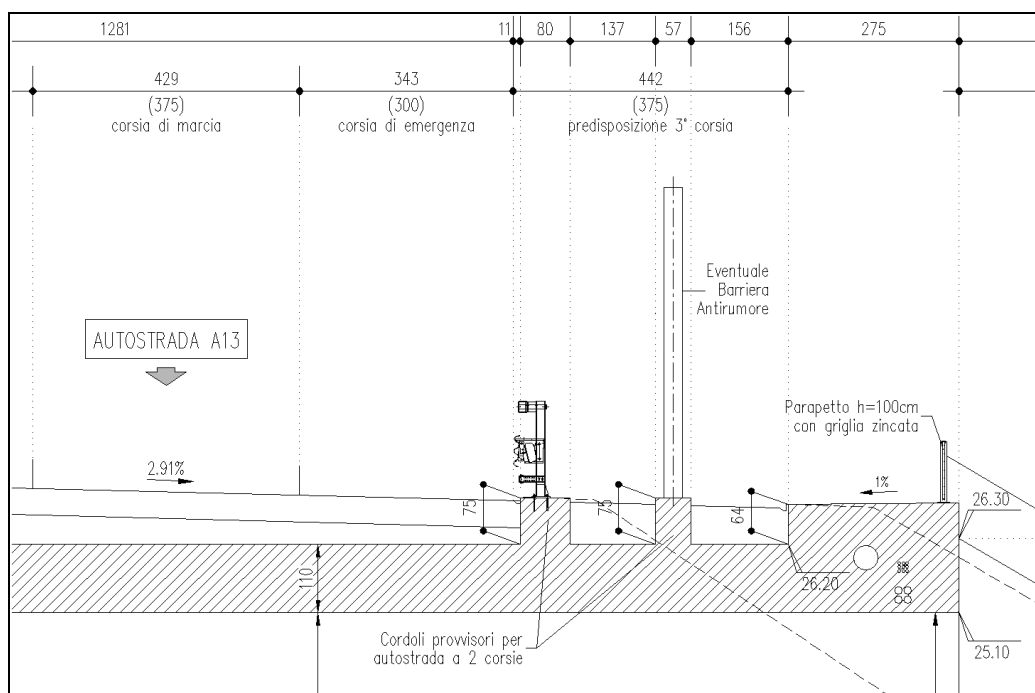 1281 11 80 137 57 156 275
429 343 442
(375) (300) (375)
corsia di marcia corsia di emergenza predisposizione 3° corsia
Eventuale
Barriera
Antirumore
AUTOSTRADA A13
Parapetto h=100cm
con griglia zincata
2.91%
1%
75 75 64
26.30
110
26.20
Cordoli provvisori per
autostrada a 2 corsie
25.10